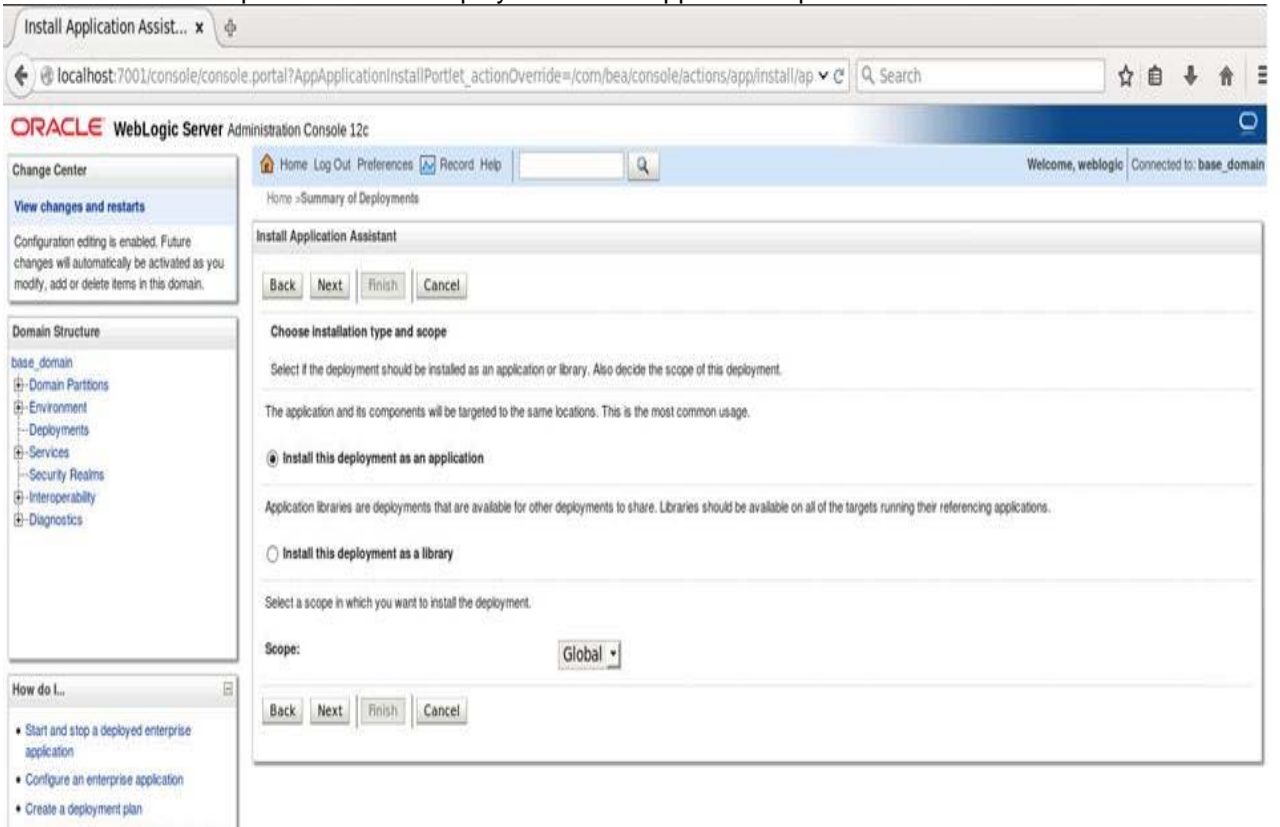 Install Application Assist... x
localhost:7001/console/console.portal?AppApplicationInstallPortlet_actionOverride=/com/bea/console/actions/app/install/ap
Search
ORACLE WebLogic Server Administration Console 12c
Change Center
View changes and restarts
Configuration editing is enabled. Future
changes will automatically be activated as you
modify, add or delete items in this domain.
Domain Structure
base_domain
Domain Partitions
Environment
Deployments
Services
Security Realms
Interoperability
Diagnostics
How do I...
• Start and stop a deployed enterprise
application
• Configure an enterprise application
• Create a deployment plan
Home Log Out Preferences Record Help
Welcome, weblogic Connected to: base_domain
Home >Summary of Deployments
Install Application Assistant
Back Next Finish Cancel
Choose installation type and scope
Select if the deployment should be installed as an application or library. Also decide the scope of this deployment.
The application and its components will be targeted to the same locations. This is the most common usage.
Install this deployment as an application
Application libraries are deployments that are available for other deployments to share. Libraries should be available on all of the targets running their referencing applications.
Install this deployment as a library
Select a scope in which you want to install the deployment.
Scope: Global
Back Next Finish Cancel